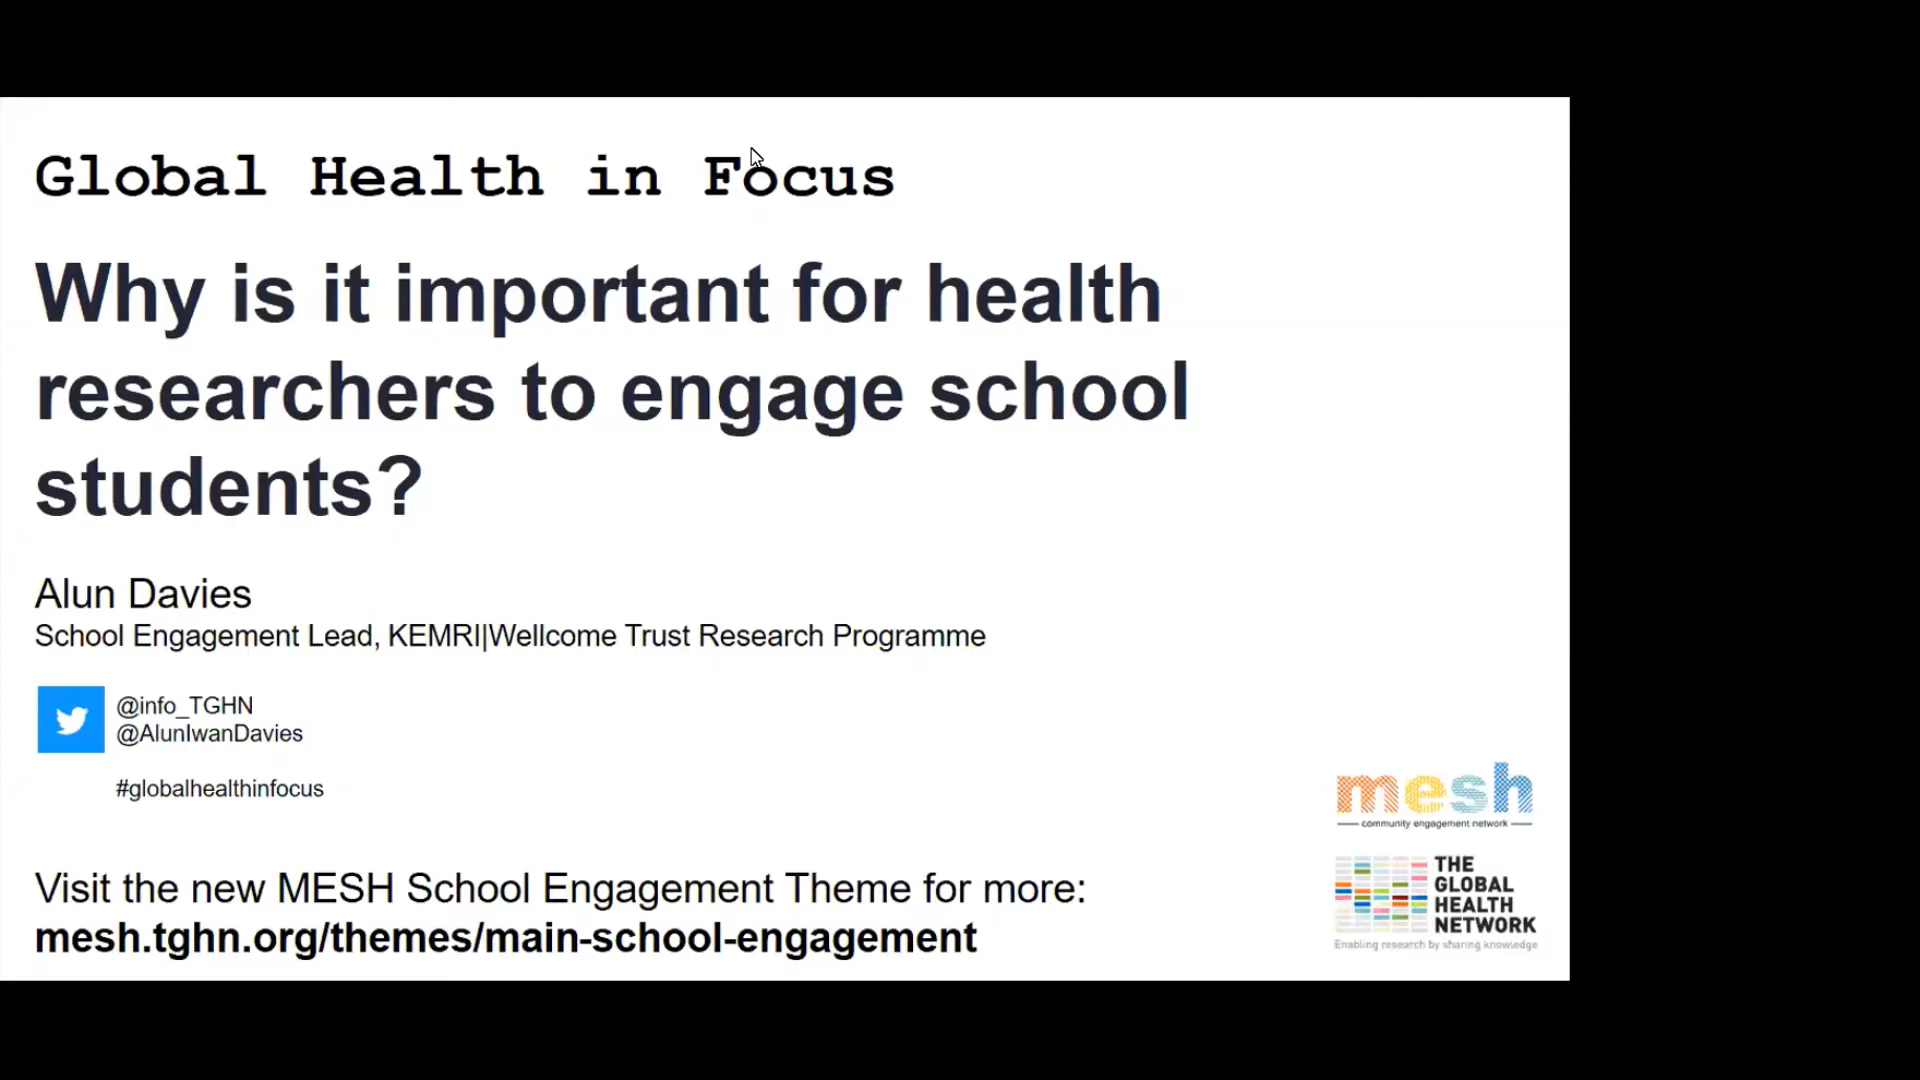 Global Health in Focus
Why is it important for health
researchers to engage school
students?
Alun Davies
School Engagement Lead, KEMRI|Wellcome Trust Research Programme
@info_TGHN
@AlunIwanDavies
#globalhealthinfocus
mesh
community engagement network
THE
GLOBAL
HEALTH
NETWORK
Enabling research by sharing knowledge
Visit the new MESH School Engagement Theme for more:
mesh.tghn.org/themes/main-school-engagement